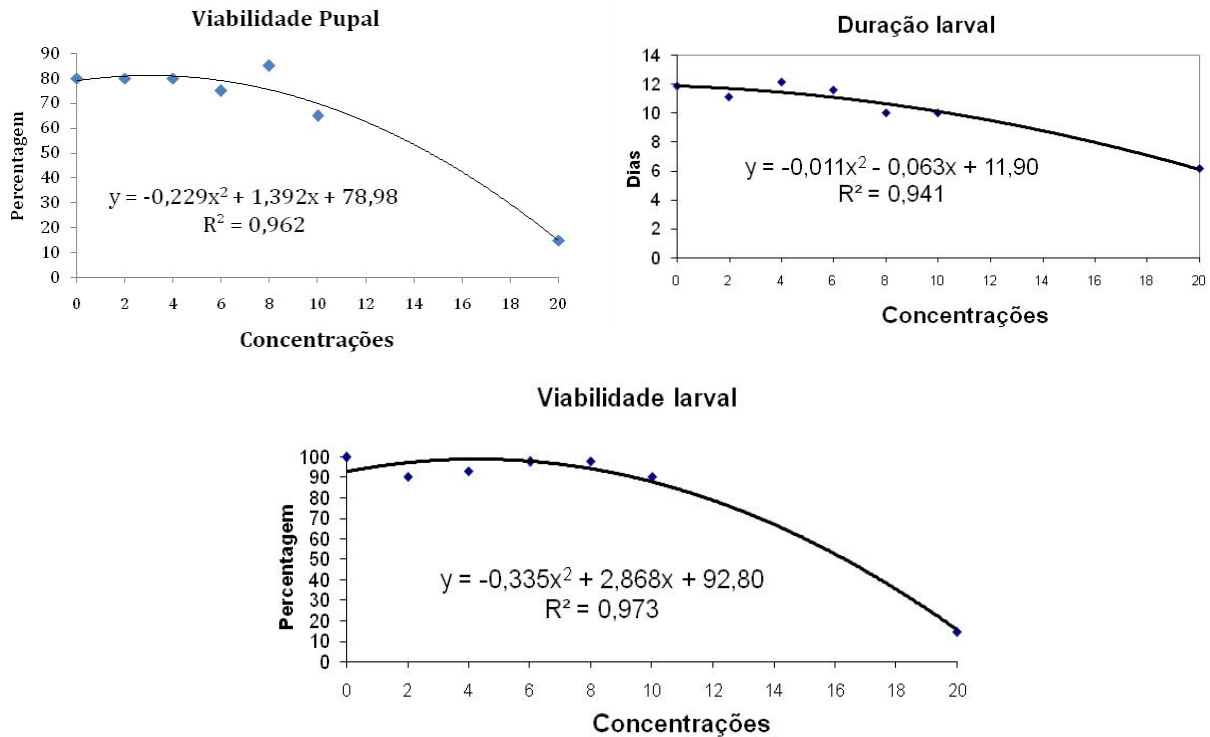 Viabilidade Pupal
Percentagem
90
80
70
60
50
40
30
20
10
0
y = -0,229x² + 1,392x + 78,98
R² = 0,962
0 2 4 6 8 10 12 14 16 18 20
Concentrações
Duração larval
Dias
14
12
10
8
6
4
2
0
y = -0,011x² - 0,063x + 11,90
R² = 0,941
0 2 4 6 8 10 12 14 16 18 20
Concentrações
Viabilidade larval
Percentagem
100
90
80
70
60
50
40
30
20
10
0
y = -0,335x² + 2,868x + 92,80
R² = 0,973
0 2 4 6 8 10 12 14 16 18 20
Concentrações